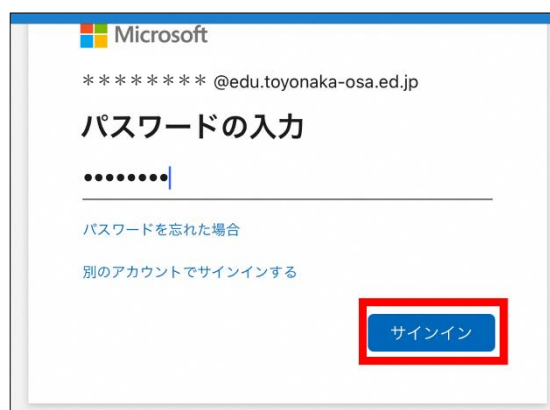 Microsoft
******** @edu.toyonaka-osa.ed.jp
パスワードの入力
••••••••
パスワードを忘れた場合
別のアカウントでサインインする
サインイン